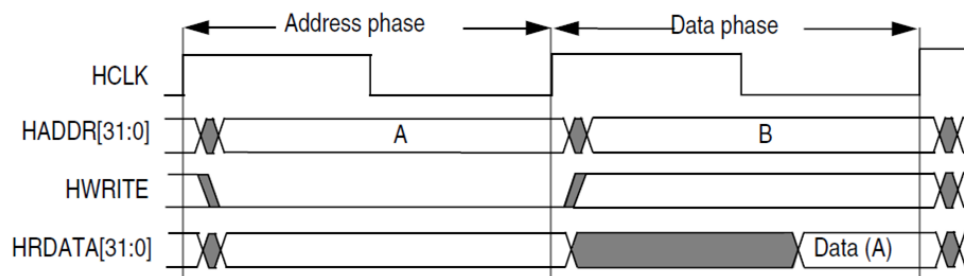 Address phase Data phase
HCLK
HADDR[31:0] A B
HWRITE
HRDATA[31:0] Data (A)